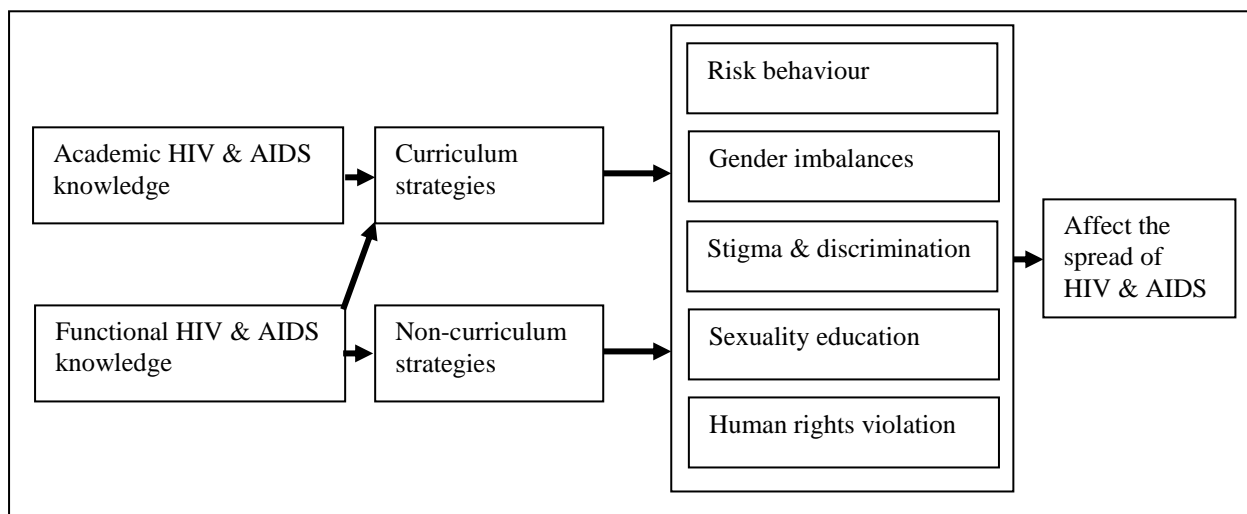 Academic HIV & AIDS
knowledge
Functional HIV & AIDS
knowledge
Curriculum
strategies
Non-curriculum
strategies
Risk behaviour
Gender imbalances
Stigma & discrimination
Sexuality education
Human rights violation
Affect the
spread of
HIV & AIDS